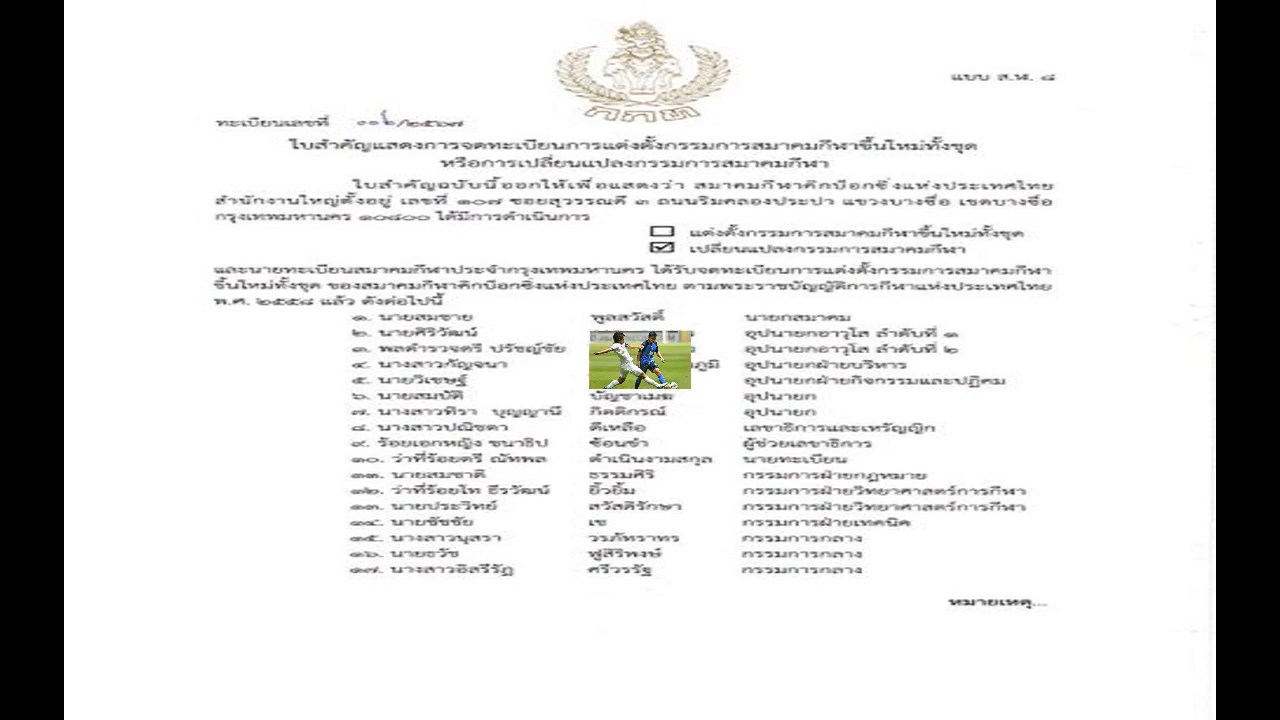 กกท
แบบ ส.ฬ. ๘
ทะเบียนเลขที่ ๐๐๖/๒๕๖๗
ใบสำคัญแสดงการจดทะเบียนการแต่งตั้งกรรมการสมาคมกีฬาขึ้นใหม่ทั้งชุด
หรือการเปลี่ยนแปลงกรรมการสมาคมกีฬา
ใบสำคัญฉบับนี้ออกให้เพื่อแสดงว่า สมาคมกีฬาคิกบ๊อกซิ่งแห่งประเทศไทย
สำนักงานใหญ่ตั้งอยู่ เลขที่ ๑๐๗ ซอยสุวรรณดี ๓ ถนนริมคลองประปา แขวงบางซื่อ เขตบางซื่อ
กรุงเทพมหานคร ๑๐๘๐๐ ได้มีการดำเนินการ
แต่งตั้งกรรมการสมาคมกีฬาขึ้นใหม่ทั้งชุด
เปลี่ยนแปลงกรรมการสมาคมกีฬา
และนายทะเบียนสมาคมกีฬาประจำกรุงเทพมหานคร ได้รับจดทะเบียนการแต่งตั้งกรรมการสมาคมกีฬา
ขึ้นใหม่ทั้งชุด ของสมาคมกีฬาคิกบ๊อกซิ่งแห่งประเทศไทย ตามพระราชบัญญัติการกีฬาแห่งประเทศไทย
พ.ศ. ๒๕๕๘ แล้ว ดังต่อไปนี้
๑. นายสมชาย พูลสวัสดิ์ นายกสมาคม
๒. นายศิริวัฒน์ อุปนายกอาวุโส ลำดับที่ ๑
๓. พลตำรวจตรี ปรัชญ์ชัย อุปนายกอาวุโส ลำดับที่ ๒
๔. นางสาวกัญจนา ภูมิ อุปนายกฝ่ายบริหาร
๕. นายวิเชษฐ์ อุปนายกฝ่ายกิจกรรมและปฏิคม
๖. นายสมบัติ บัญชาเมฆ อุปนายก
๗. นางสาวทิรา บุญญานี กิตติกรณ์ อุปนายก
๘. นางสาวปณิชตา ดีเหลือ เลขาธิการและเหรัญญิก
๙. ร้อยเอกหญิง ชนาธิป ซ้อนขำ ผู้ช่วยเลขาธิการ
๑๐. ว่าที่ร้อยตรี ณัทพล ดำเนินงามสกุล นายทะเบียน
๑๑. นายสมชาติ ธรรมศิริ กรรมการฝ่ายกฎหมาย
๑๒. ว่าที่ร้อยโท ธีรวัฒน์ ยิ้วยิ้ม กรรมการฝ่ายวิทยาศาสตร์การกีฬา
๑๓. นายประวิทย์ สวัสดิรักษา กรรมการฝ่ายวิทยาศาสตร์การกีฬา
๑๔. นายชัชชัย เช กรรมการฝ่ายเทคนิค
๑๕. นางสาวนุสรา วรภัทราทร กรรมการกลาง
๑๖. นายธวัช ฟูสิริพงษ์ กรรมการกลาง
๑๗. นางสาวอิสรีรัฏ ศรีวรรัฐ กรรมการกลาง
หมายเหตุ...